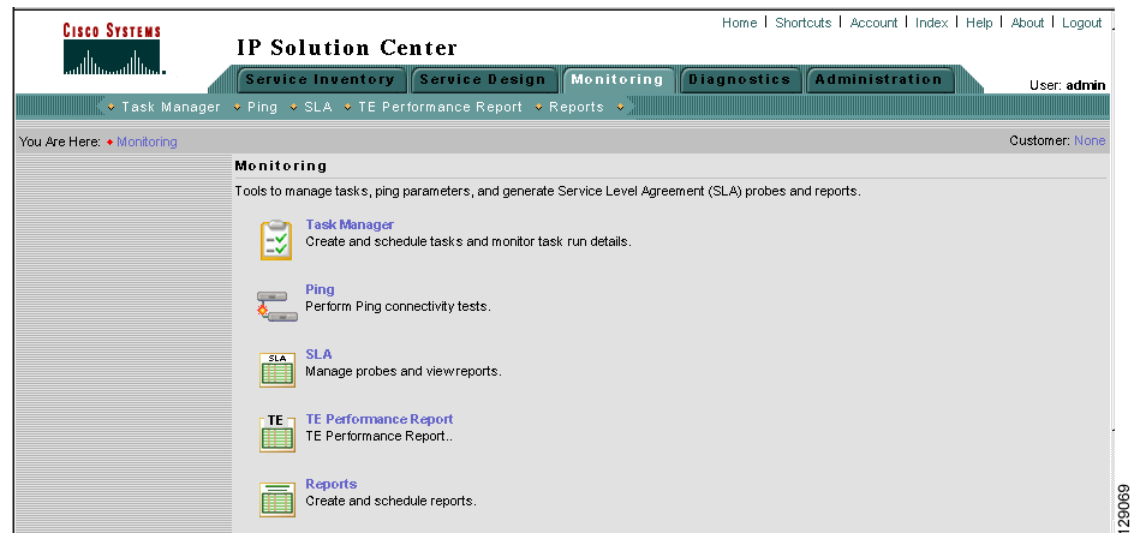 Home | Shortcuts | Account | Index | Help | About | Logout
CISCO SYSTEMS
IP Solution Center
Service Inventory Service Design Monitoring Diagnostics Administration
User: admin
Task Manager Ping SLA TE Performance Report Reports
You Are Here: Monitoring
Customer: None
Monitoring
Tools to manage tasks, ping parameters, and generate Service Level Agreement (SLA) probes and reports.
Task Manager
Create and schedule tasks and monitor task run details.
Ping
Perform Ping connectivity tests.
SLA
SLA
Manage probes and view reports.
TE
TE Performance Report
TE Performance Report..
Reports
Create and schedule reports.
129069